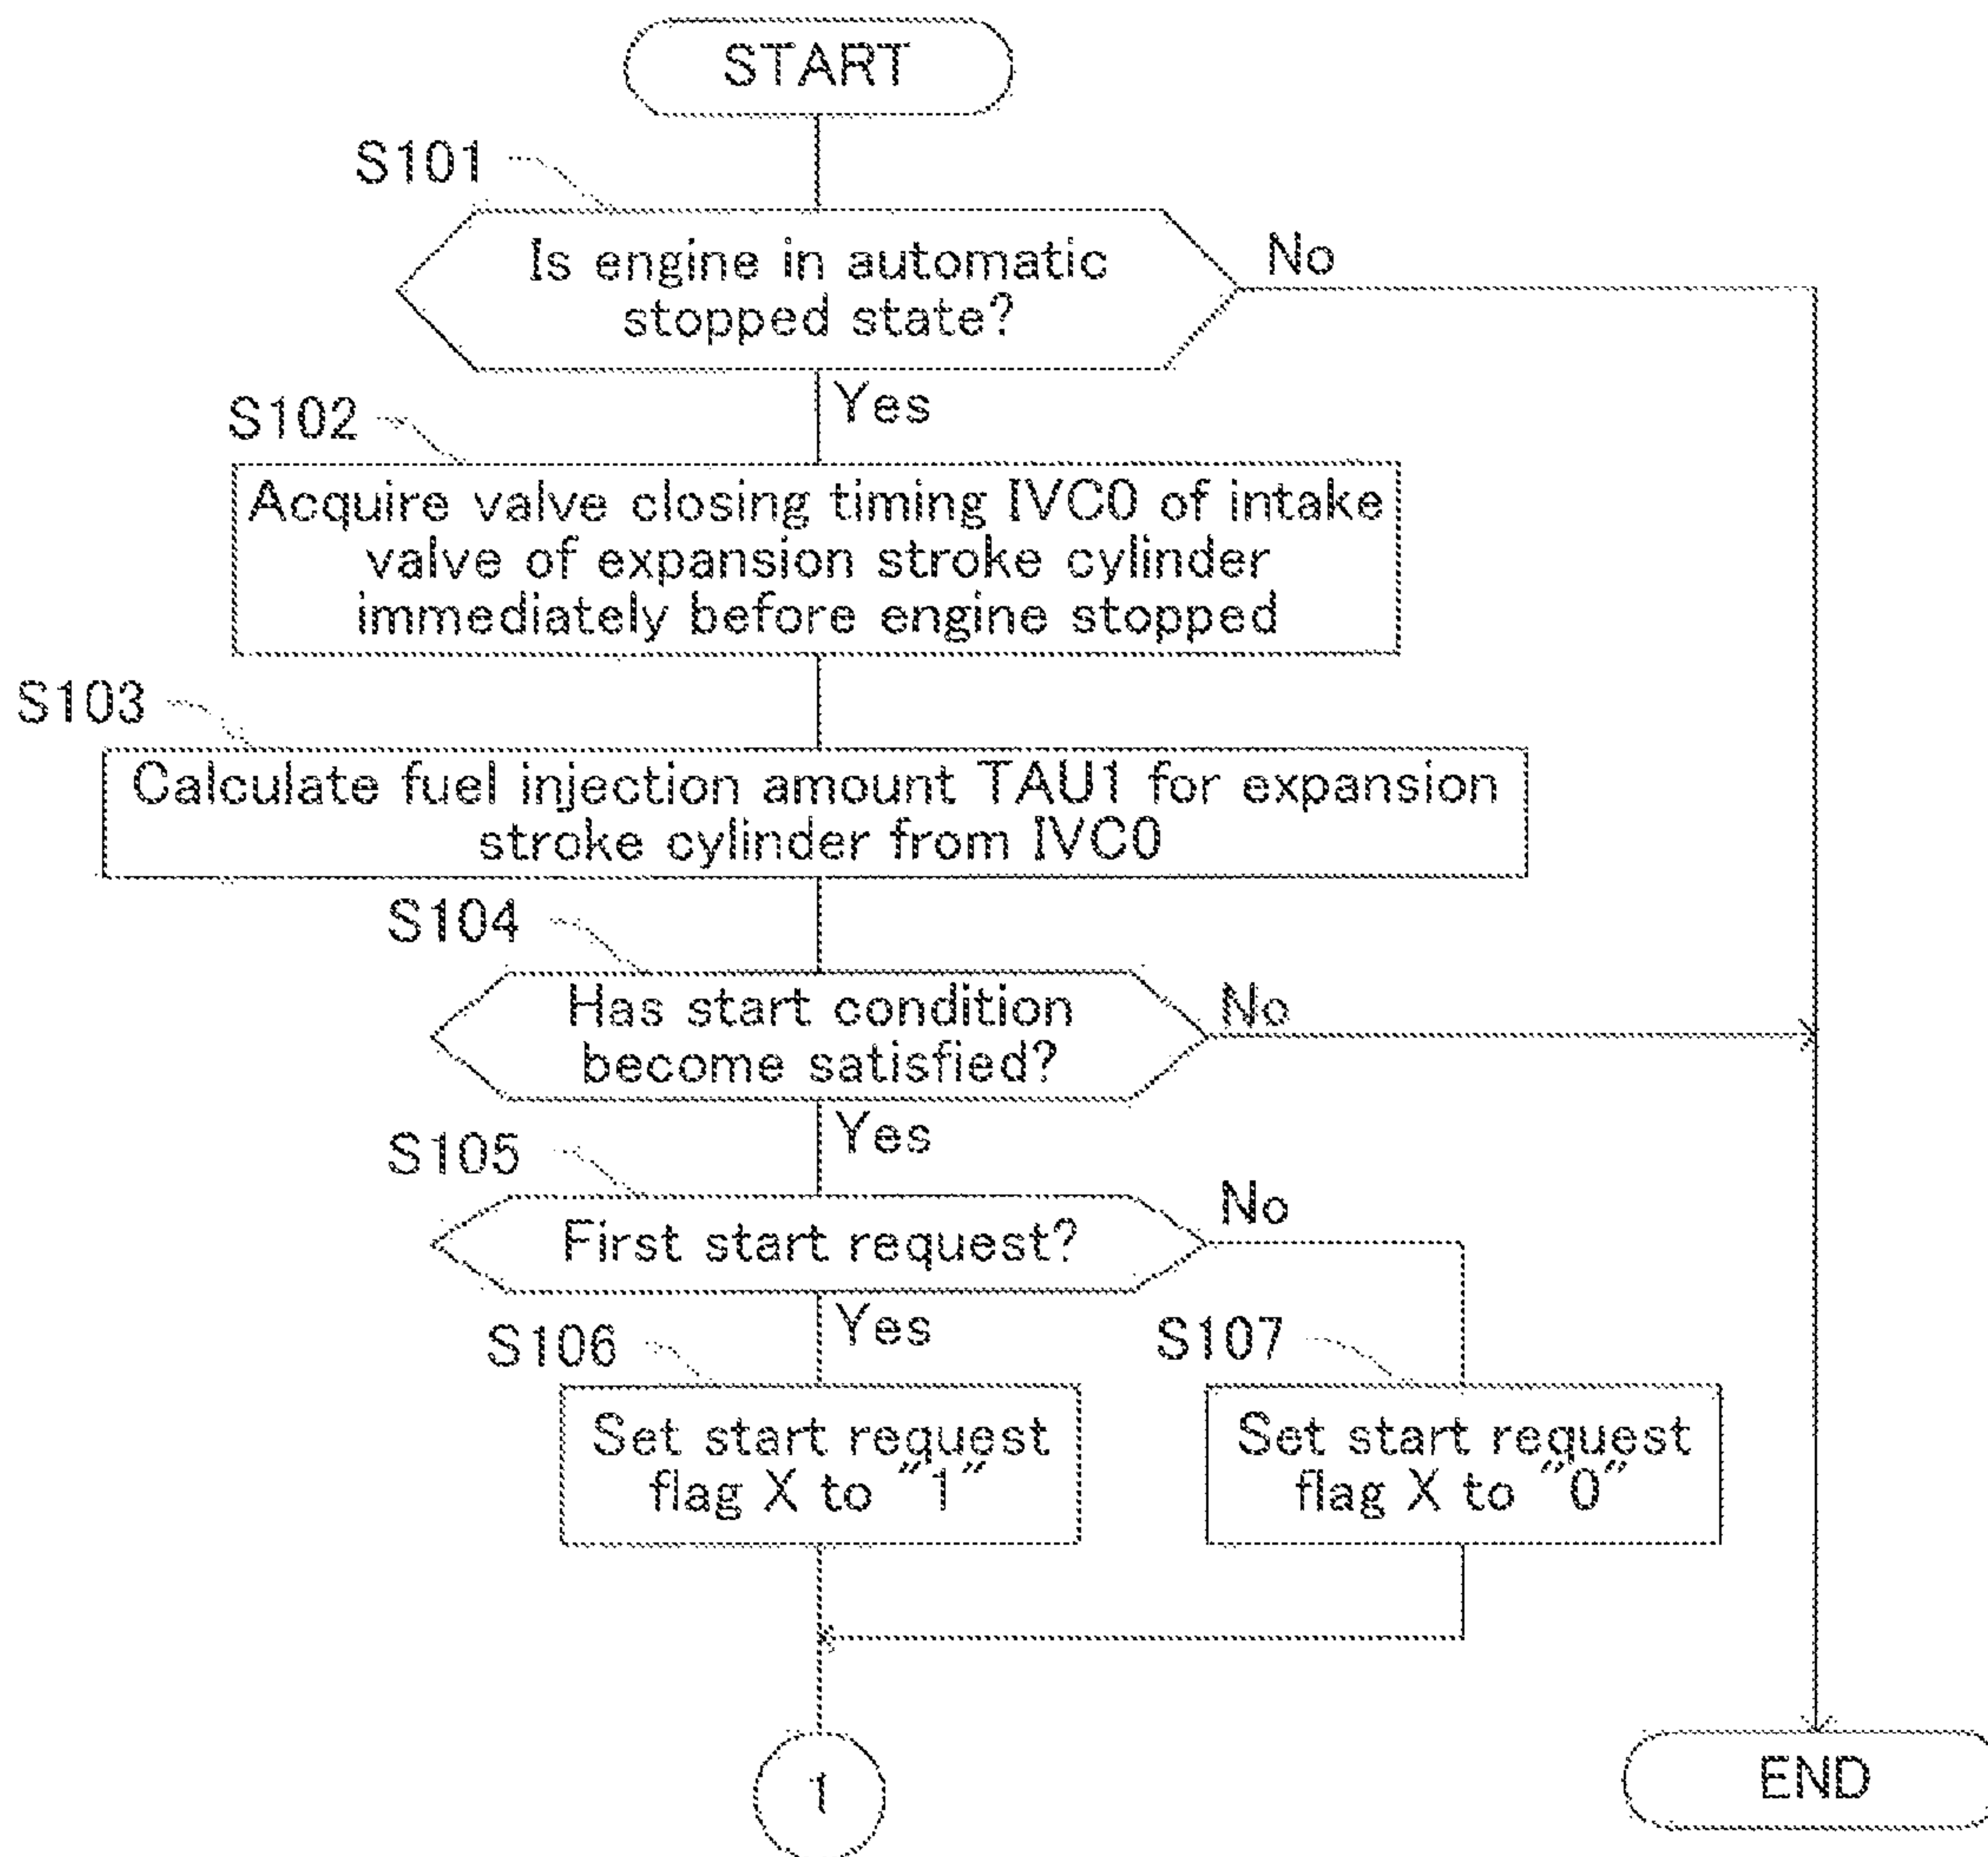 START
S101
Is engine in automatic
stopped state?
No
Yes
S102
Acquire valve closing timing IVC0 of intake
valve of expansion stroke cylinder
immediately before engine stopped
S103
Calculate fuel injection amount TAU1 for expansion
stroke cylinder from IVC0
S104
Has start condition
become satisfied?
No
Yes
S105
First start request?
No
Yes
S106
Set start request
flag X to "1"
S107
Set start request
flag X to "0"
1
END